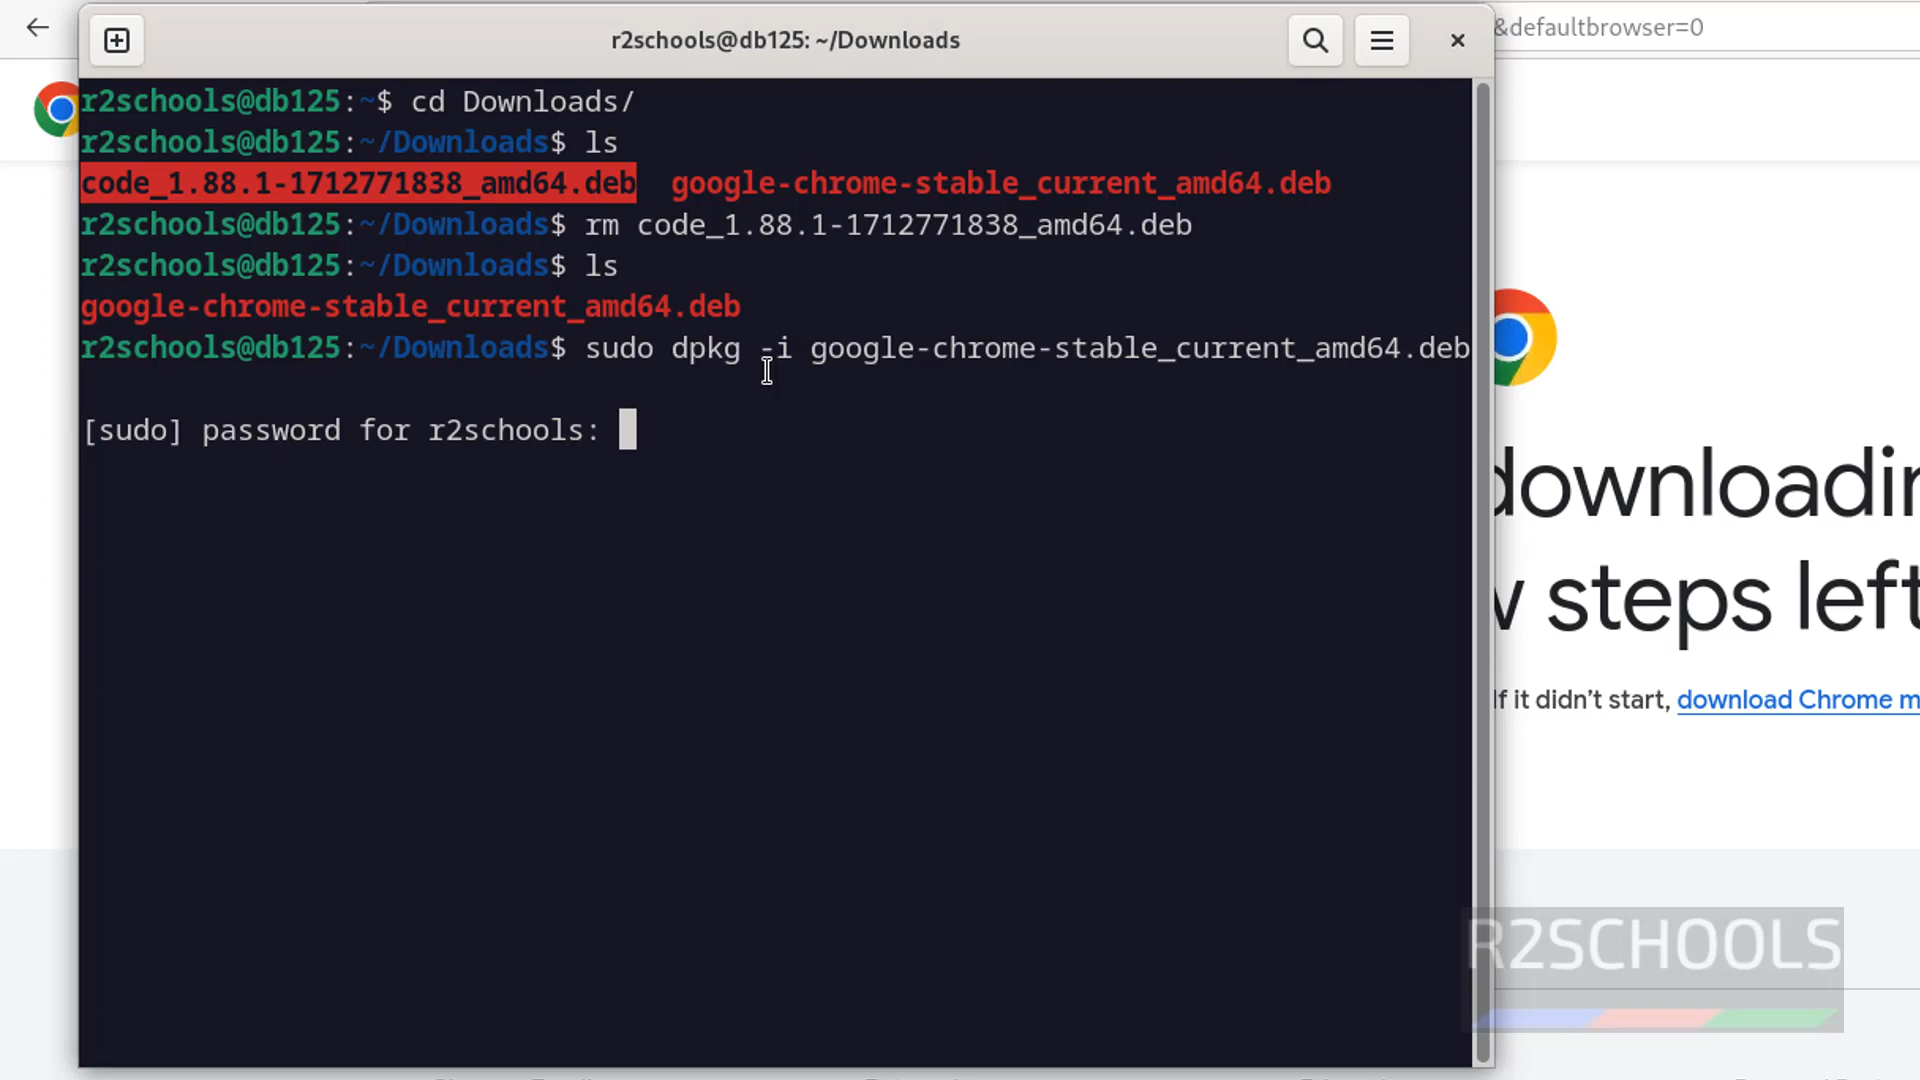 &defaultbrowser=0
r2schools@db125: ~/Downloads
r2schools@db125:~$ cd Downloads/
r2schools@db125:~/Downloads$ ls
code_1.88.1-1712771838_amd64.deb google-chrome-stable_current_amd64.deb
r2schools@db125:~/Downloads$ rm code_1.88.1-1712771838_amd64.deb
r2schools@db125:~/Downloads$ ls
google-chrome-stable_current_amd64.deb
r2schools@db125:~/Downloads$ sudo dpkg -i google-chrome-stable_current_amd64.deb
[sudo] password for r2schools:
downloadin
steps left
If it didn't start, download Chrome m
R2SCHOOLS